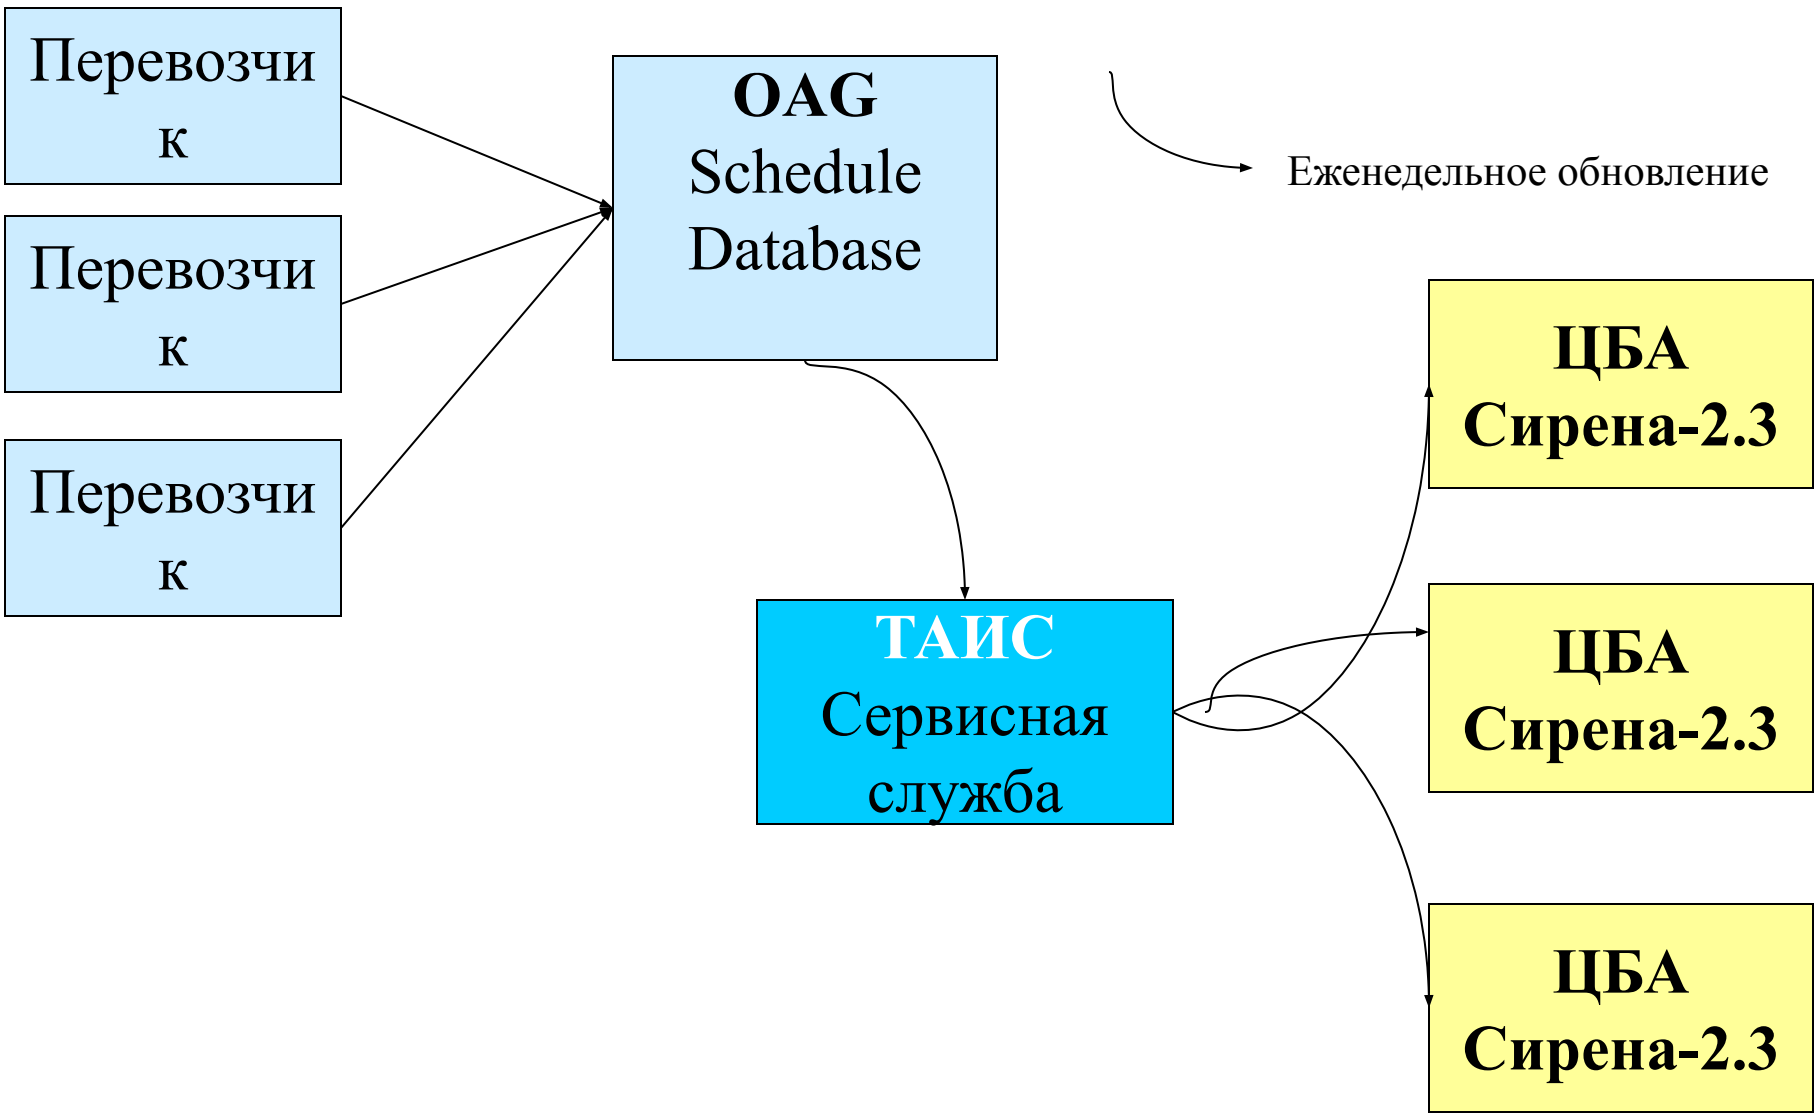 Перевозчи
к
Перевозчи
к
Перевозчи
к
OAG
Schedule
Database
Еженедельное обновление
ТАИС
Сервисная
служба
ЦБА
Сирена-2.3
ЦБА
Сирена-2.3
ЦБА
Сирена-2.3